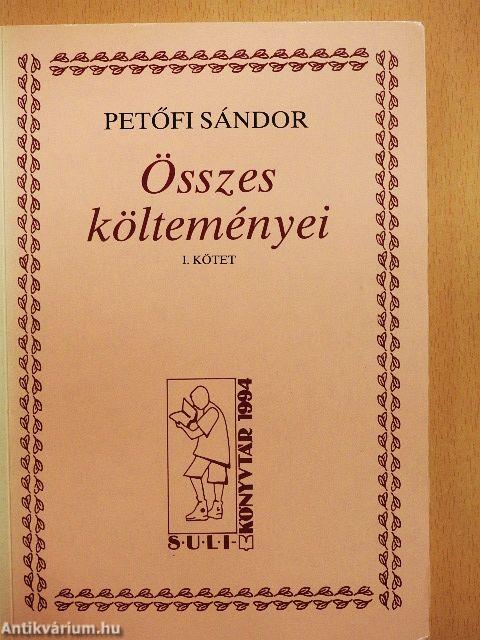 PETŐFI SÁNDOR
Összes
költeményei
I. KÖTET
S·U·L·I-
KÖNYVTÁR 1994
Antikvárium.hu